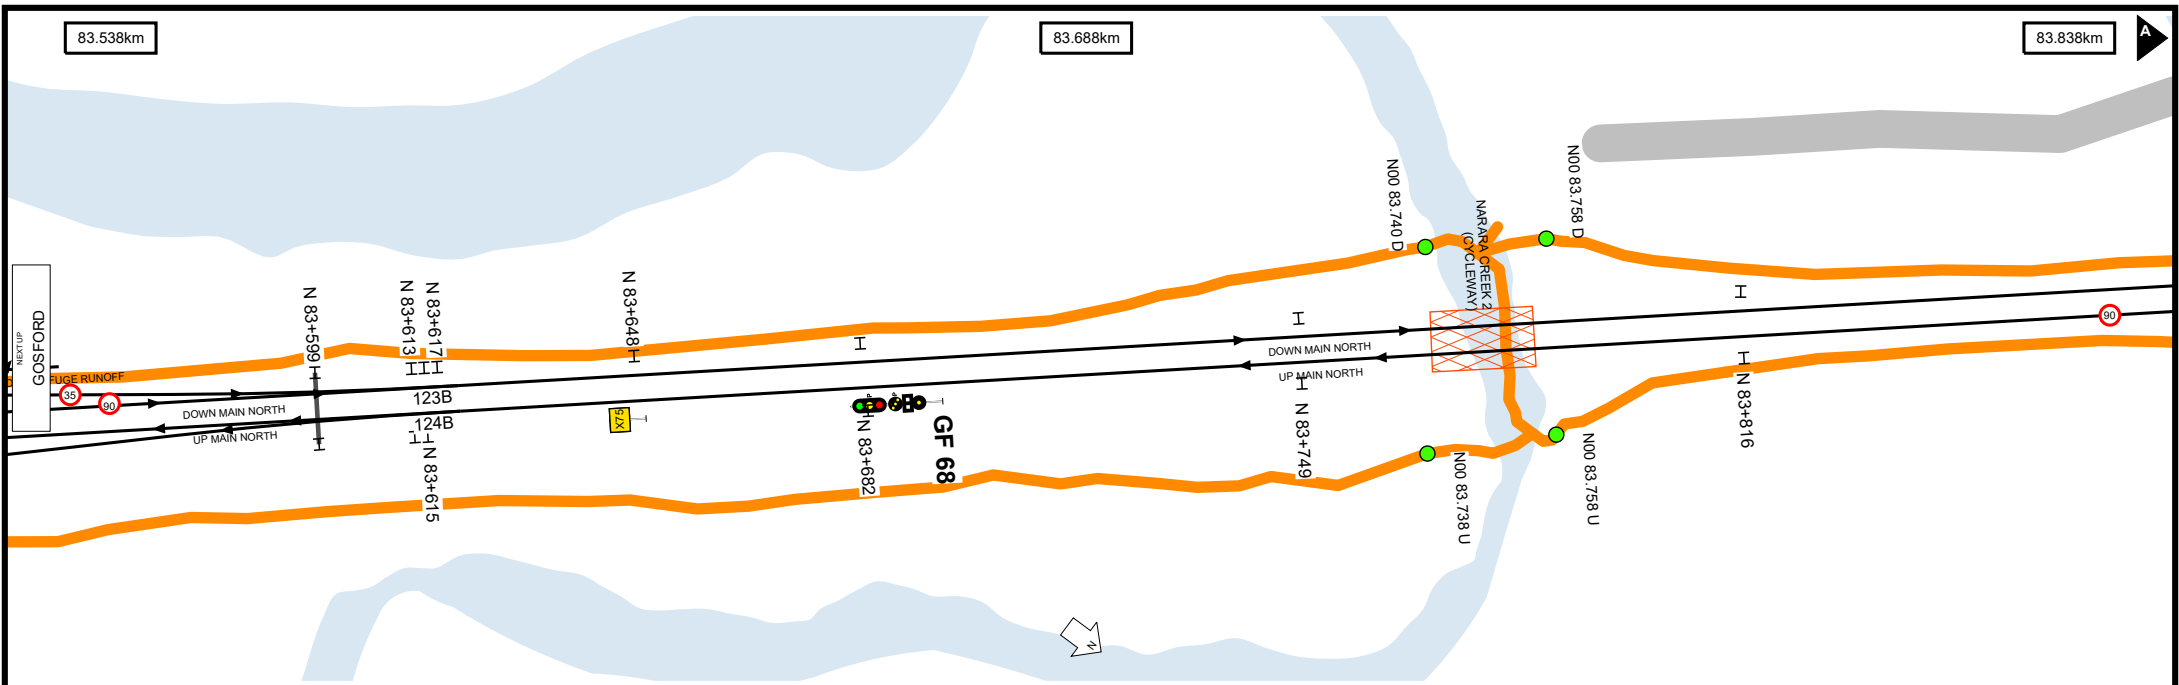 83.538km
83.688km
83.838km
A
N00 83.740 D
N00 83.758 D
NARARA CREEK 2
(CYCLEWAY)
NEXT UP
GOSFORD
N 83+599
N 83+613
N 83+617
N 83+648
FUGE RUNOFF
35
90
DOWN MAIN NORTH
UP MAIN NORTH
123B
124B
N 83+615
N 83+682
GF 68
DOWN MAIN NORTH
UP MAIN NORTH
N 83+749
N00 83.738 U
N00 83.758 U
N 83+816
90
N